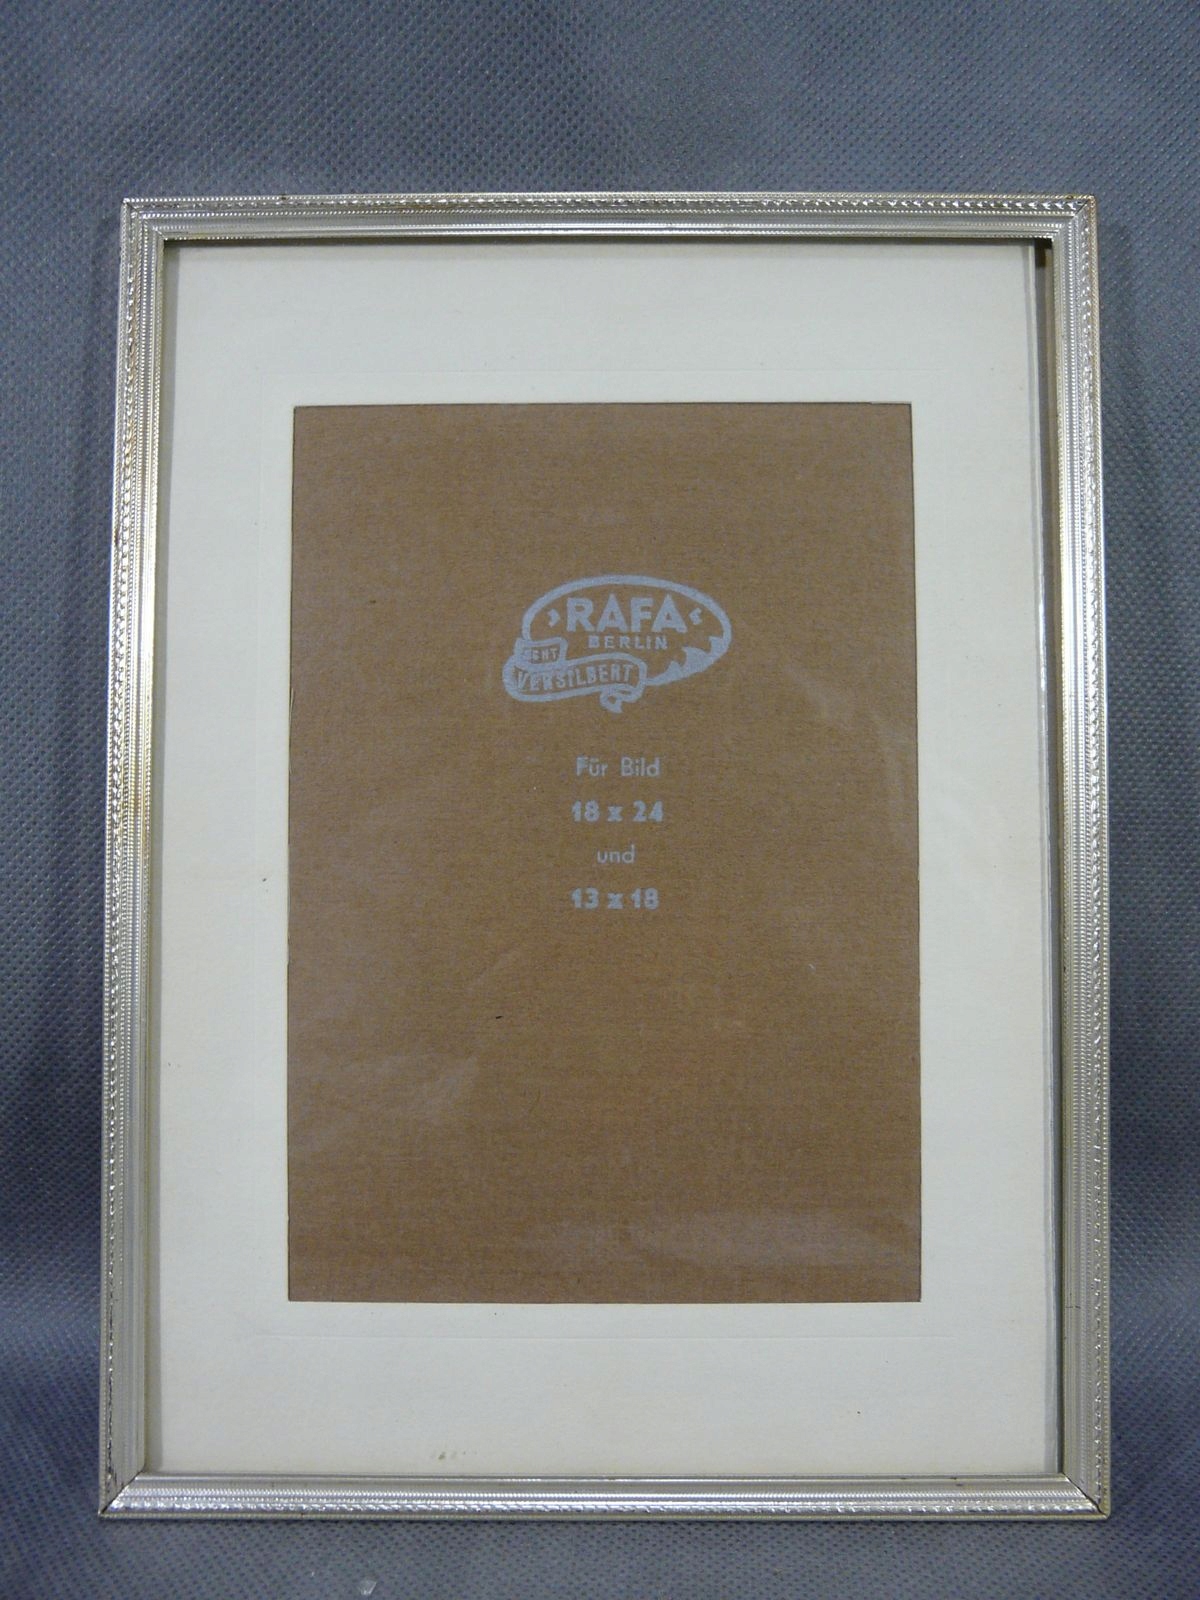 ›RAFA‹
BERLIN
ECHT
VERSILBERT
Für Bild
18 x 24
und
13 x 18